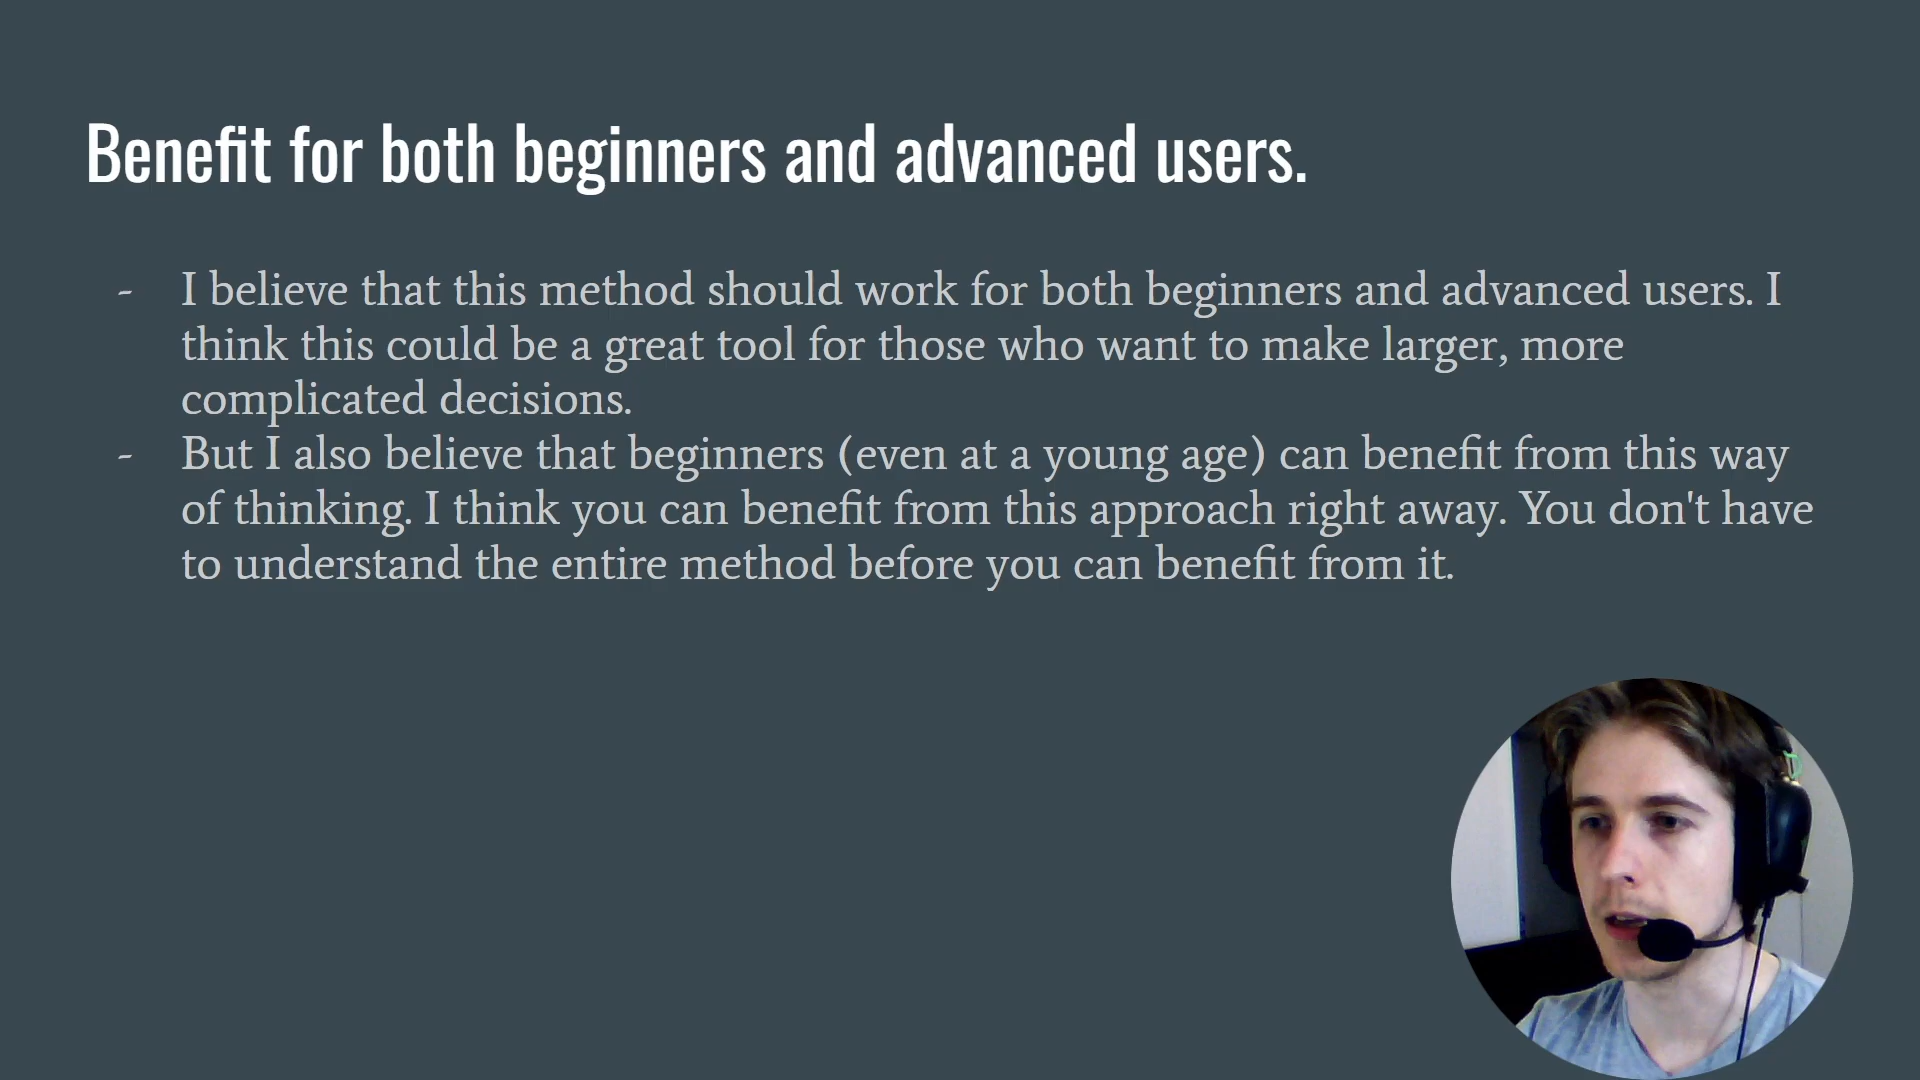 Benefit for both beginners and advanced users.
- I believe that this method should work for both beginners and advanced users. I
think this could be a great tool for those who want to make larger, more
complicated decisions.
- But I also believe that beginners (even at a young age) can benefit from this way
of thinking. I think you can benefit from this approach right away. You don't have
to understand the entire method before you can benefit from it.